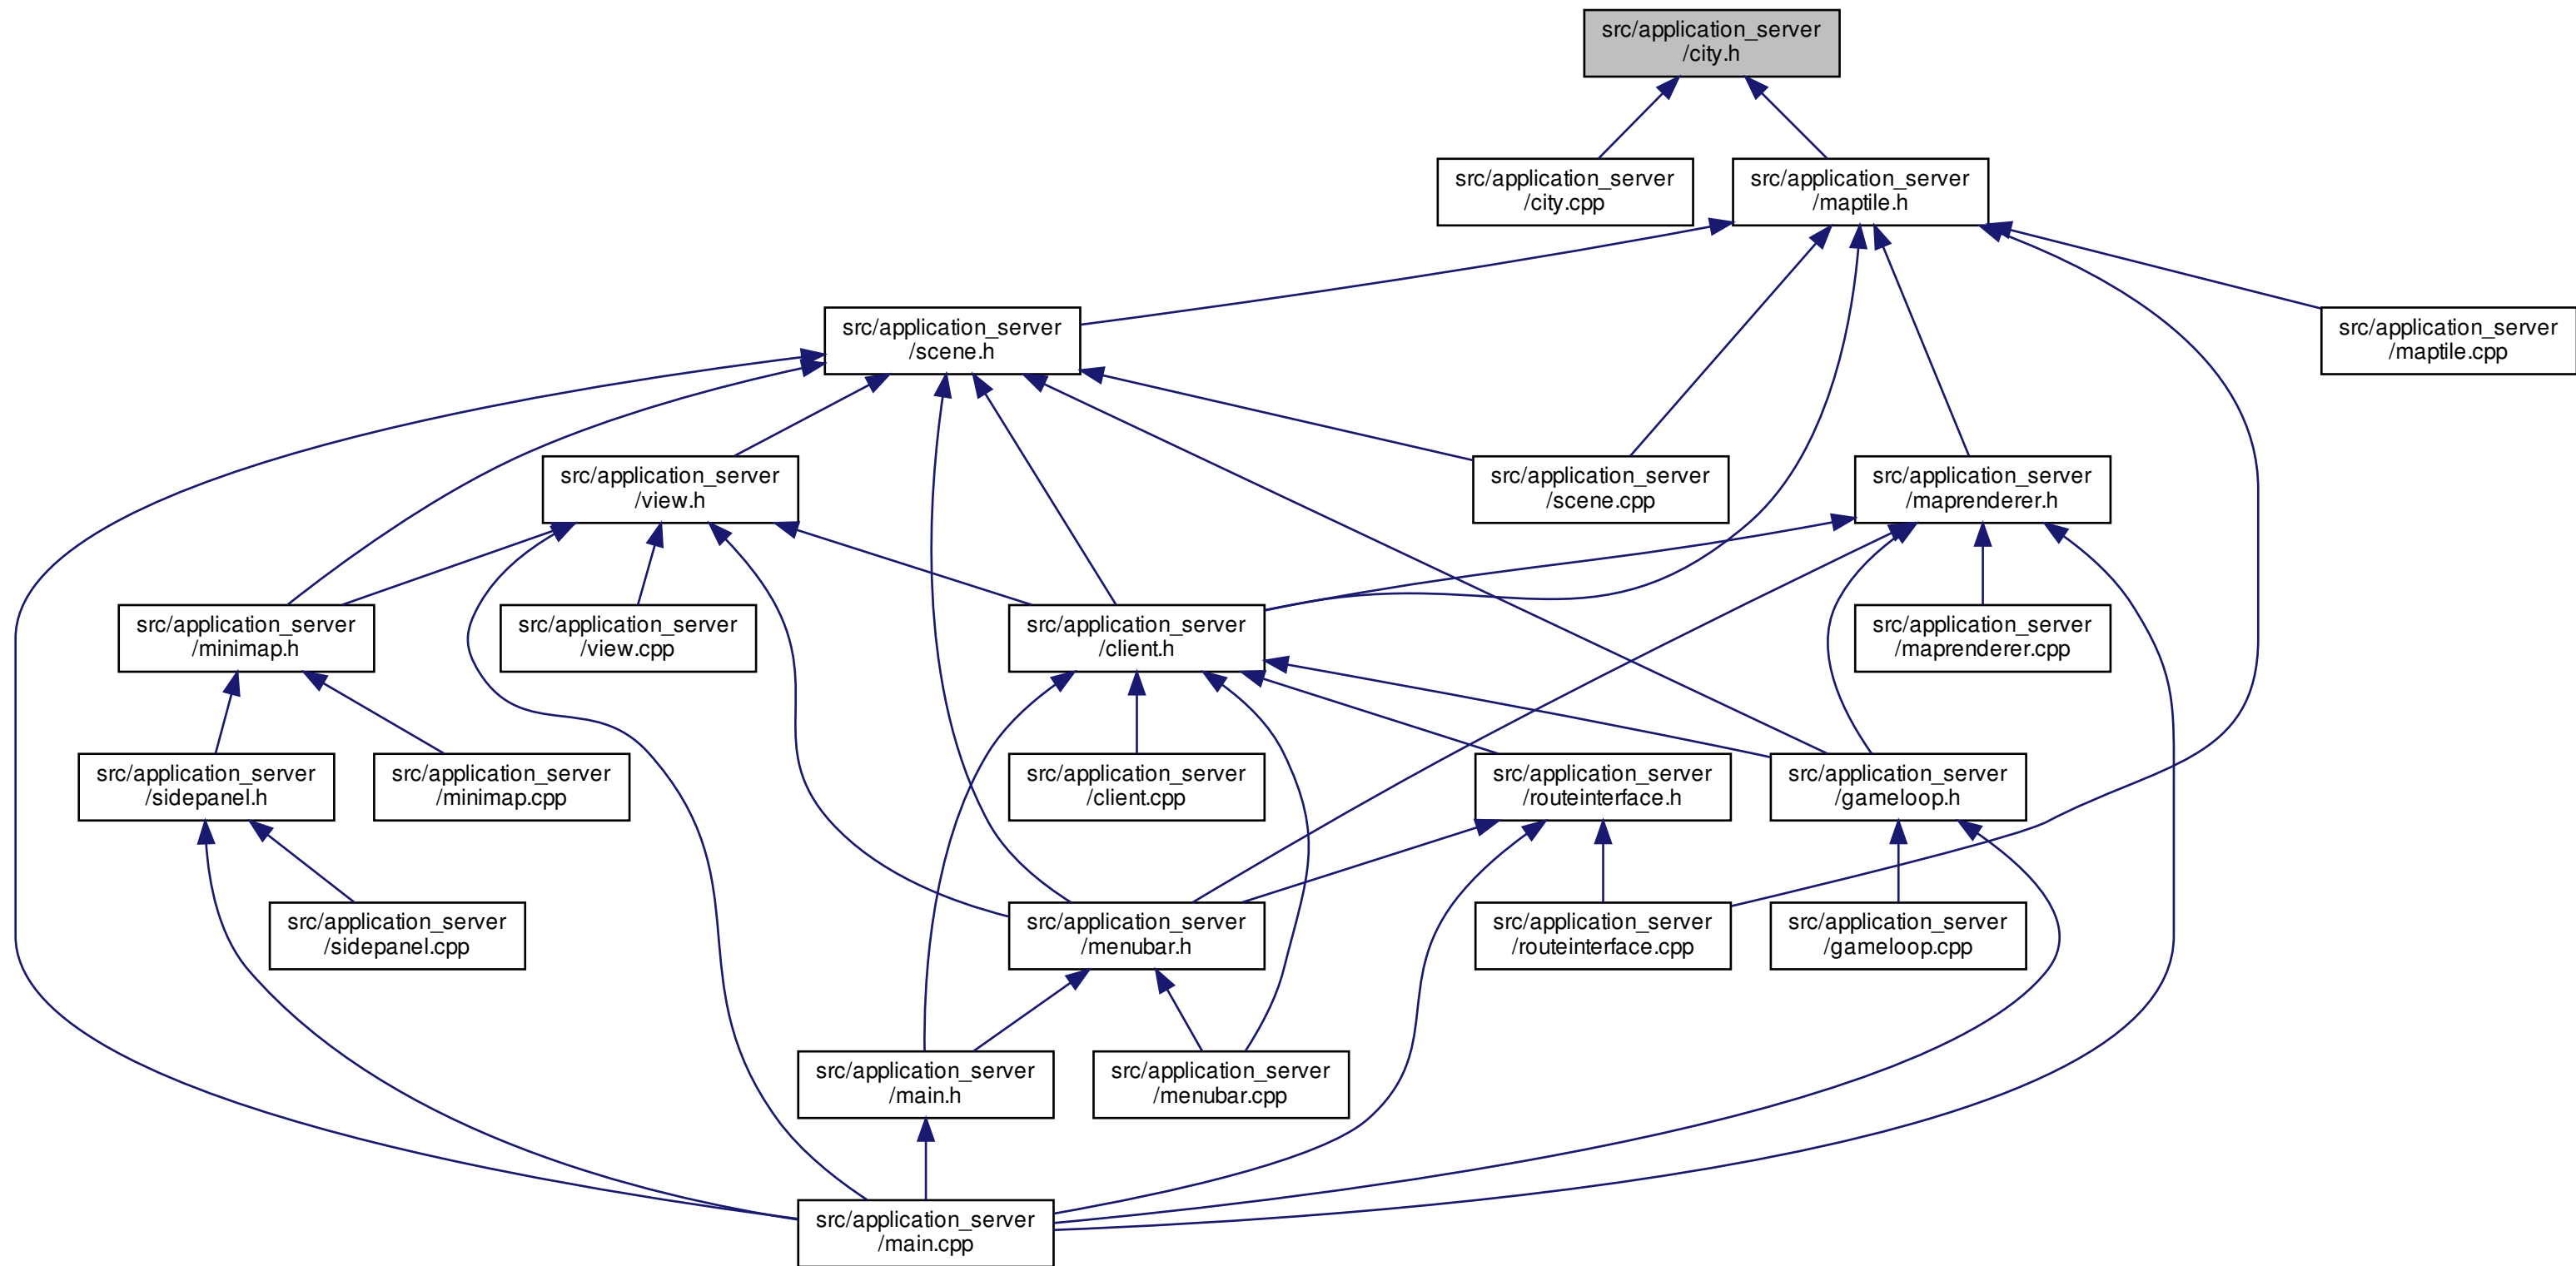 src/application_server
/city.h
src/application_server
/city.cpp
src/application_server
/maptile.h
src/application_server
/scene.h
src/application_server
/maptile.cpp
src/application_server
/view.h
src/application_server
/scene.cpp
src/application_server
/maprenderer.h
src/application_server
/minimap.h
src/application_server
/view.cpp
src/application_server
/client.h
src/application_server
/maprenderer.cpp
src/application_server
/sidepanel.h
src/application_server
/minimap.cpp
src/application_server
/client.cpp
src/application_server
/routeinterface.h
src/application_server
/gameloop.h
src/application_server
/sidepanel.cpp
src/application_server
/menubar.h
src/application_server
/routeinterface.cpp
src/application_server
/gameloop.cpp
src/application_server
/main.h
src/application_server
/menubar.cpp
src/application_server
/main.cpp